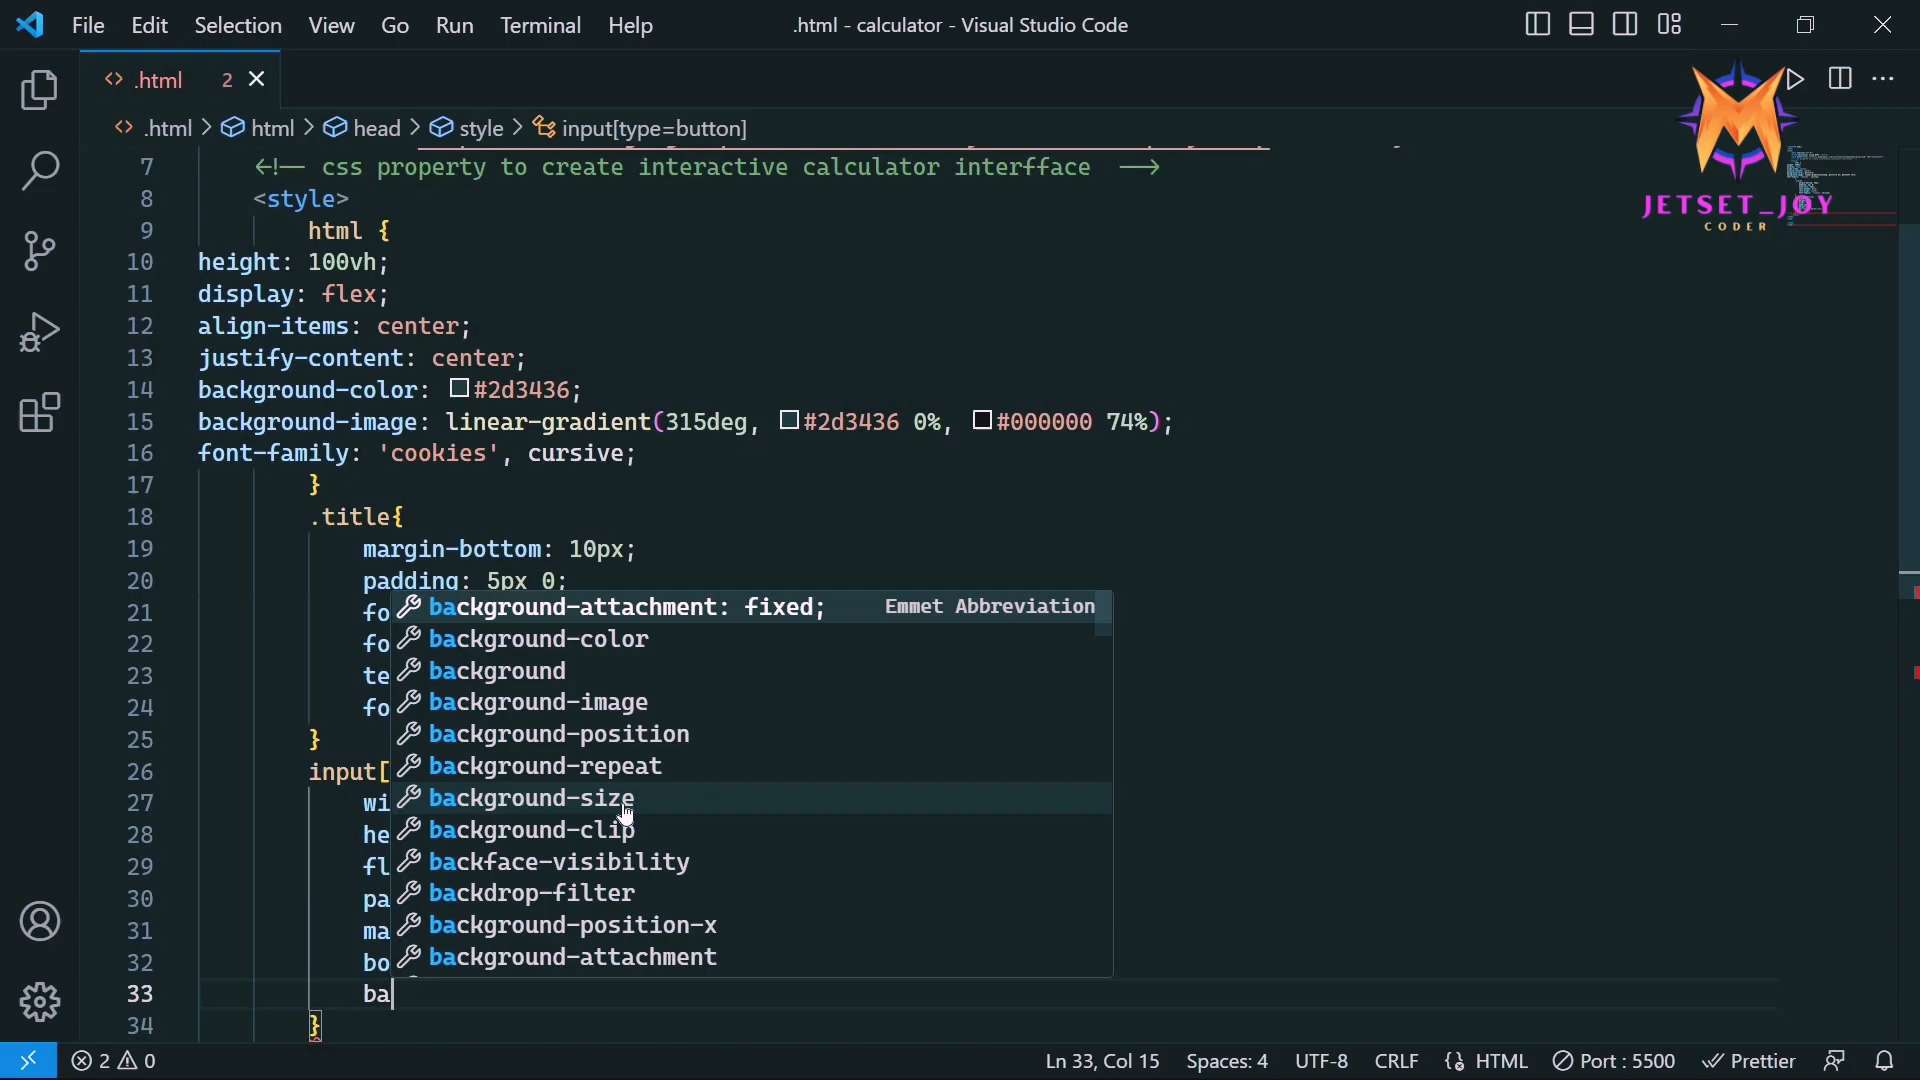 File Edit Selection View Go Run Terminal Help .html - calculator - Visual Studio Code
.html 2
.html > html > head > style > input[type=button]
JETSET_JOY
CODER
7 <!-- css property to create interactive calculator interfface -->
8 <style>
9 html {
10 height: 100vh;
11 display: flex;
12 align-items: center;
13 justify-content: center;
14 background-color: #2d3436;
15 background-image: linear-gradient(315deg, #2d3436 0%, #000000 74%);
16 font-family: 'cookies', cursive;
17 }
18 .title{
19 margin-bottom: 10px;
20 padding: 5px 0;
21 fo background-attachment: fixed; Emmet Abbreviation
22 fo background-color
23 te background
24 fo background-image
25 } background-position
26 input[ background-repeat
27 wi background-size
28 he background-clip
29 fl backface-visibility
30 pa backdrop-filter
31 ma background-position-x
32 bo background-attachment
33 ba
34 }
2 0 Ln 33, Col 15 Spaces: 4 UTF-8 CRLF HTML Port : 5500 Prettier